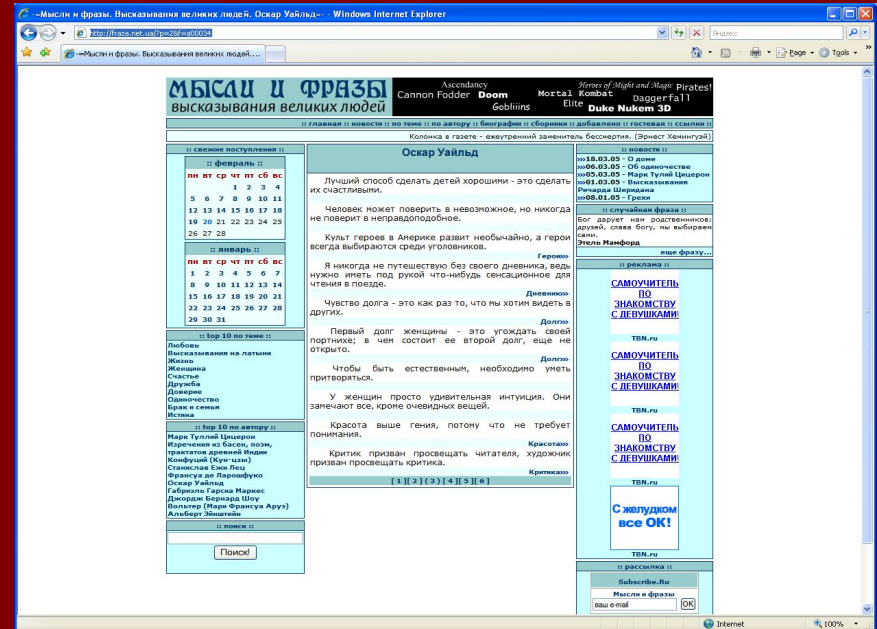 -=Мысли и фразы. Высказывания великих людей. Оскар Уайльд=- - Windows Internet Explorer
http://fraza.net.ua/?p=26&f=a00034
Яндекс
-=Мысли и фразы. Высказывания великих людей....
Page
Tools
МЫСЛИ И ФРАЗЫ
высказывания великих людей
Ascendancy
Heroes of Might and Magic Pirates!
Cannon Fodder Doom Mortal Kombat Daggerfall
Gobliiins Elite Duke Nukem 3D
:: главная :: новости :: по теме :: по автору :: биографии :: сборники :: добавлено :: гостевая :: ссылки ::
Колонка в газете - ежеутренний заменитель бессмертия. (Эрнест Хемингуэй)
:: свежие поступления ::
:: февраль ::
пн вт ср чт пт сб вс
1 2 3 4
5 6 7 8 9 10 11
12 13 14 15 16 17 18
19 20 21 22 23 24 25
26 27 28
:: январь ::
пн вт ср чт пт сб вс
1 2 3 4 5 6 7
8 9 10 11 12 13 14
15 16 17 18 19 20 21
22 23 24 25 26 27 28
29 30 31
:: top 10 по теме ::
Любовь
Высказывания на латыни
Жизнь
Женщина
Счастье
Дружба
Доверие
Одиночество
Брак и семья
Истина
:: top 10 по автору ::
Марк Туллий Цицерон
Изречения из басен, поэм,
трактатов древней Индии
Конфуций (Кун-цзы)
Станислав Ежи Лец
Франсуа де Ларошфуко
Оскар Уайльд
Габриэль Гарсиа Маркес
Джордж Бернард Шоу
Вольтер (Мари Франсуа Аруэ)
Альберт Эйнштейн
:: поиск ::
Поиск!
Оскар Уайльд
Лучший способ сделать детей хорошими - это сделать
их счастливыми.
Человек может поверить в невозможное, но никогда
не поверит в неправдоподобное.
Культ героев в Америке развит необычайно, а герои
всегда выбираются среди уголовников.
Герои»»
Я никогда не путешествую без своего дневника, ведь
нужно иметь под рукой что-нибудь сенсационное для
чтения в поезде.
Дневник»»
Чувство долга - это как раз то, что мы хотим видеть в
других.
Долг»»
Первый долг женщины - это угождать своей
портнихе; в чем состоит ее второй долг, еще не
открыто.
Долг»»
Чтобы быть естественным, необходимо уметь
притворяться.
У женщин просто удивительная интуиция. Они
замечают все, кроме очевидных вещей.
Красота выше гения, потому что не требует
понимания.
Красота»»
Критик призван просвещать читателя, художник
призван просвещать критика.
Критика»»
[ 1 ][ 2 ] ( 3 ) [ 4 ][ 5 ][ 6 ]
:: новости ::
»»18.03.05 - О доме
»»06.03.05 - Об одиночестве
»»05.03.05 - Марк Тулий Цицерон
»»01.03.05 - Высказывания
Ричарда Шеридана
»»08.01.05 - Грехи
:: случайная фраза ::
Бог дарует нам родственников;
друзей, слава богу, мы выбираем
сами.
Этель Мамфорд
еще фразу...
:: реклама ::
САМОУЧИТЕЛЬ
ПО
ЗНАКОМСТВУ
С ДЕВУШКАМИ!
TBN.ru
САМОУЧИТЕЛЬ
ПО
ЗНАКОМСТВУ
С ДЕВУШКАМИ!
TBN.ru
САМОУЧИТЕЛЬ
ПО
ЗНАКОМСТВУ
С ДЕВУШКАМИ!
TBN.ru
С желудком
все ОК!
TBN.ru
:: рассылка ::
Subscribe.Ru
Мысли и фразы
ваш e-mail
OK
Internet
100%